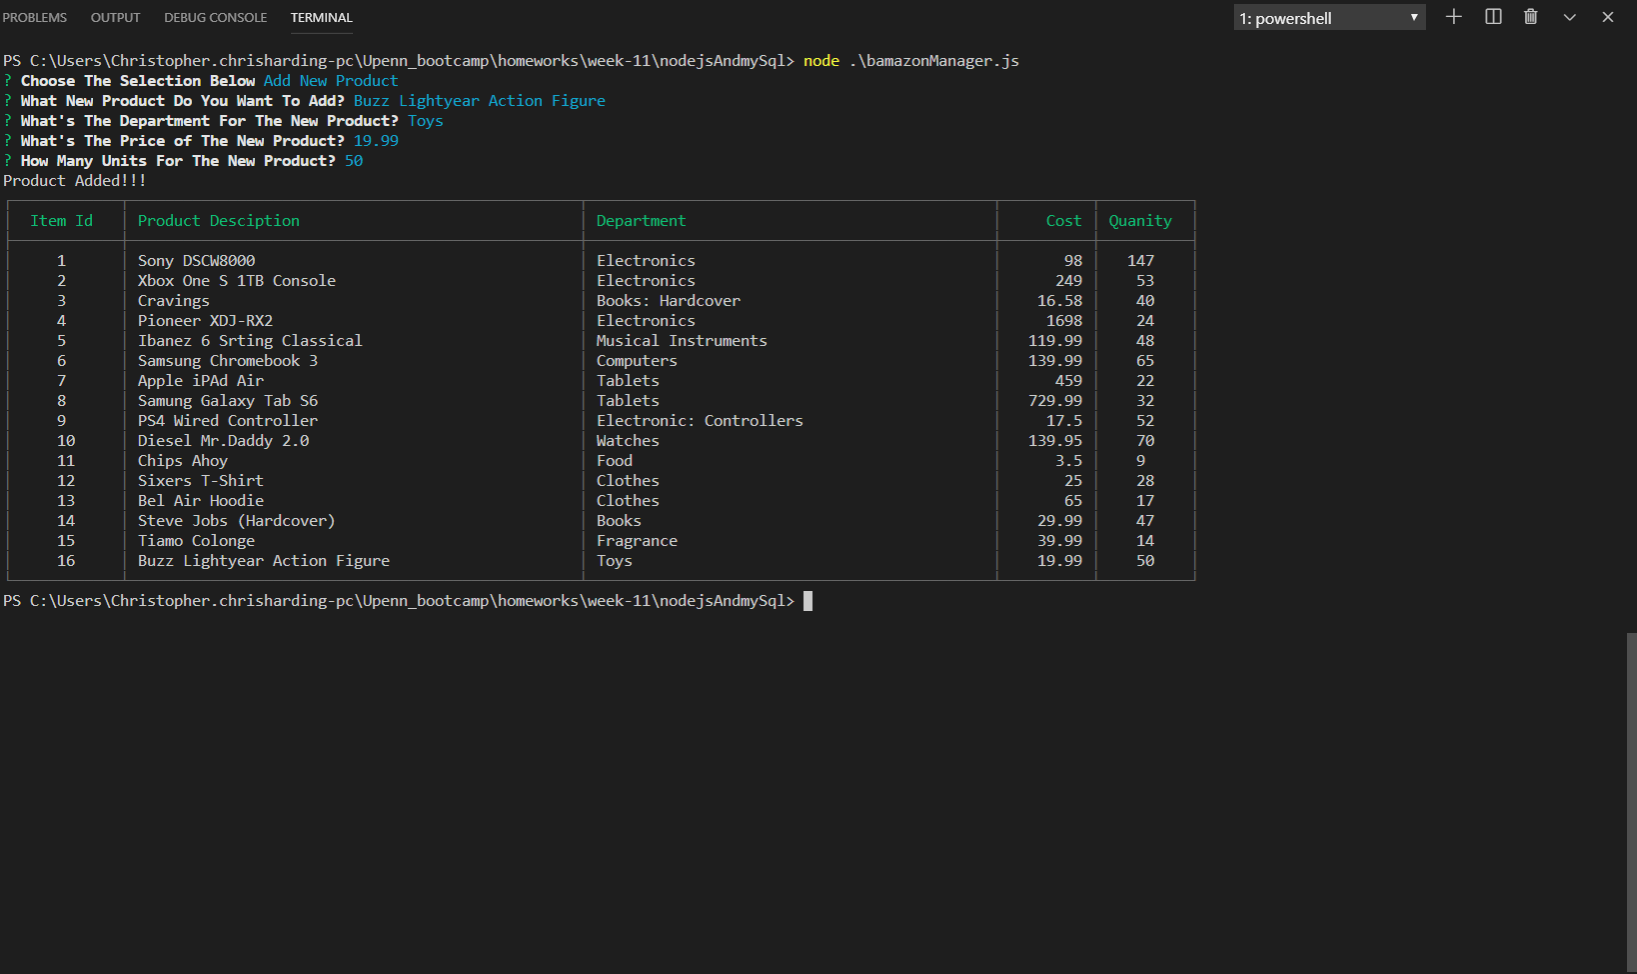 PROBLEMS OUTPUT DEBUG CONSOLE TERMINAL 1: powershell
PS C:\Users\Christopher.chrisharding-pc\Upenn_bootcamp\homeworks\week-11\nodejsAndmySql> node .\bamazonManager.js
? Choose The Selection Below Add New Product
? What New Product Do You Want To Add? Buzz Lightyear Action Figure
? What's The Department For The New Product? Toys
? What's The Price of The New Product? 19.99
? How Many Units For The New Product? 50
Product Added!!!
Item Id Product Desciption Department Cost Quanity
1 Sony DSCW8000 Electronics 98 147
2 Xbox One S 1TB Console Electronics 249 53
3 Cravings Books: Hardcover 16.58 40
4 Pioneer XDJ-RX2 Electronics 1698 24
5 Ibanez 6 Srting Classical Musical Instruments 119.99 48
6 Samsung Chromebook 3 Computers 139.99 65
7 Apple iPAd Air Tablets 459 22
8 Samung Galaxy Tab S6 Tablets 729.99 32
9 PS4 Wired Controller Electronic: Controllers 17.5 52
10 Diesel Mr.Daddy 2.0 Watches 139.95 70
11 Chips Ahoy Food 3.5 9
12 Sixers T-Shirt Clothes 25 28
13 Bel Air Hoodie Clothes 65 17
14 Steve Jobs (Hardcover) Books 29.99 47
15 Tiamo Colonge Fragrance 39.99 14
16 Buzz Lightyear Action Figure Toys 19.99 50
PS C:\Users\Christopher.chrisharding-pc\Upenn_bootcamp\homeworks\week-11\nodejsAndmySql>